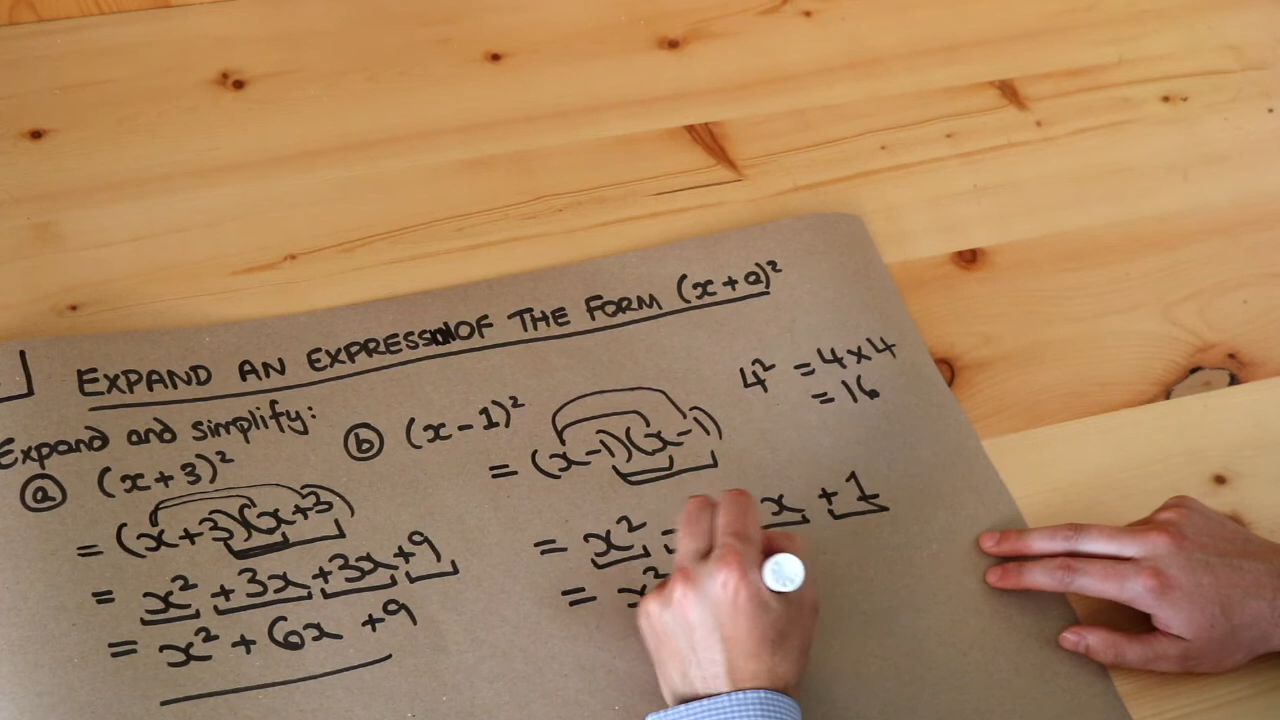 EXPAND AN EXPRESSION OF THE FORM (x+a)²
Expand and simplify:
ⓐ (x+3)²
= (x+3)(x+3)
= x² +3x +3x +9
= x² + 6x +9
ⓑ (x-1)²
= (x-1)(x-1)
= x² - x +1
= x²
4² = 4×4
= 16